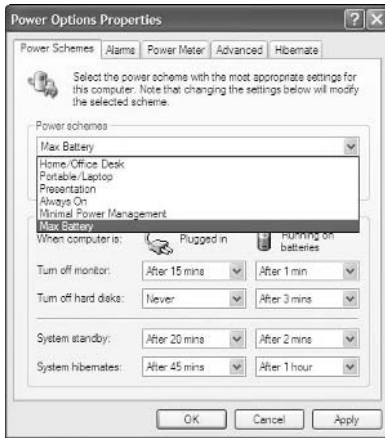 Power Options Properties
Power Schemes Alarms Power Meter Advanced Hibernate
Select the power scheme with the most appropriate settings for
this computer. Note that changing the settings below will modify
the selected scheme.
Power schemes
Max Battery
Home/Office Desk
Portable/Laptop
Presentation
Always On
Minimal Power Management
Max Battery
When computer is: Plugged in Running on
batteries
Turn off monitor: After 15 mins After 1 min
Turn off hard disks: Never After 3 mins
System standby: After 20 mins After 2 mins
System hibernates: After 45 mins After 1 hour
OK Cancel Apply